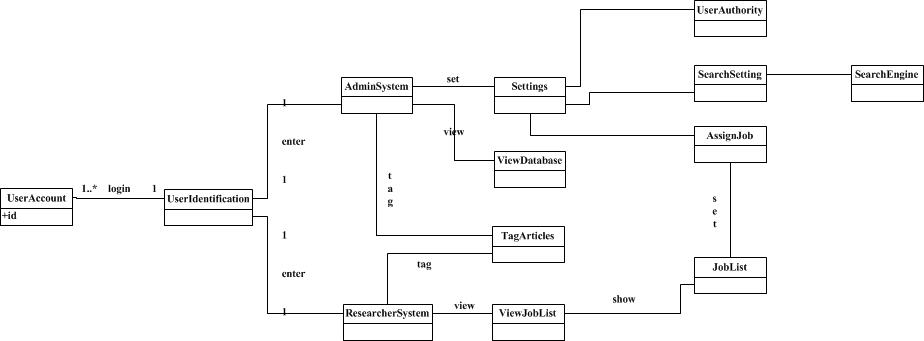 UserAuthority
SearchSetting
SearchEngine
AdminSystem
set
Settings
1
view
enter
AssignJob
ViewDatabase
1
t
a
g
UserAccount
+id
1..*
login
1
UserIdentification
s
e
t
1
TagArticles
enter
tag
JobList
1
ResearcherSystem
view
ViewJobList
show